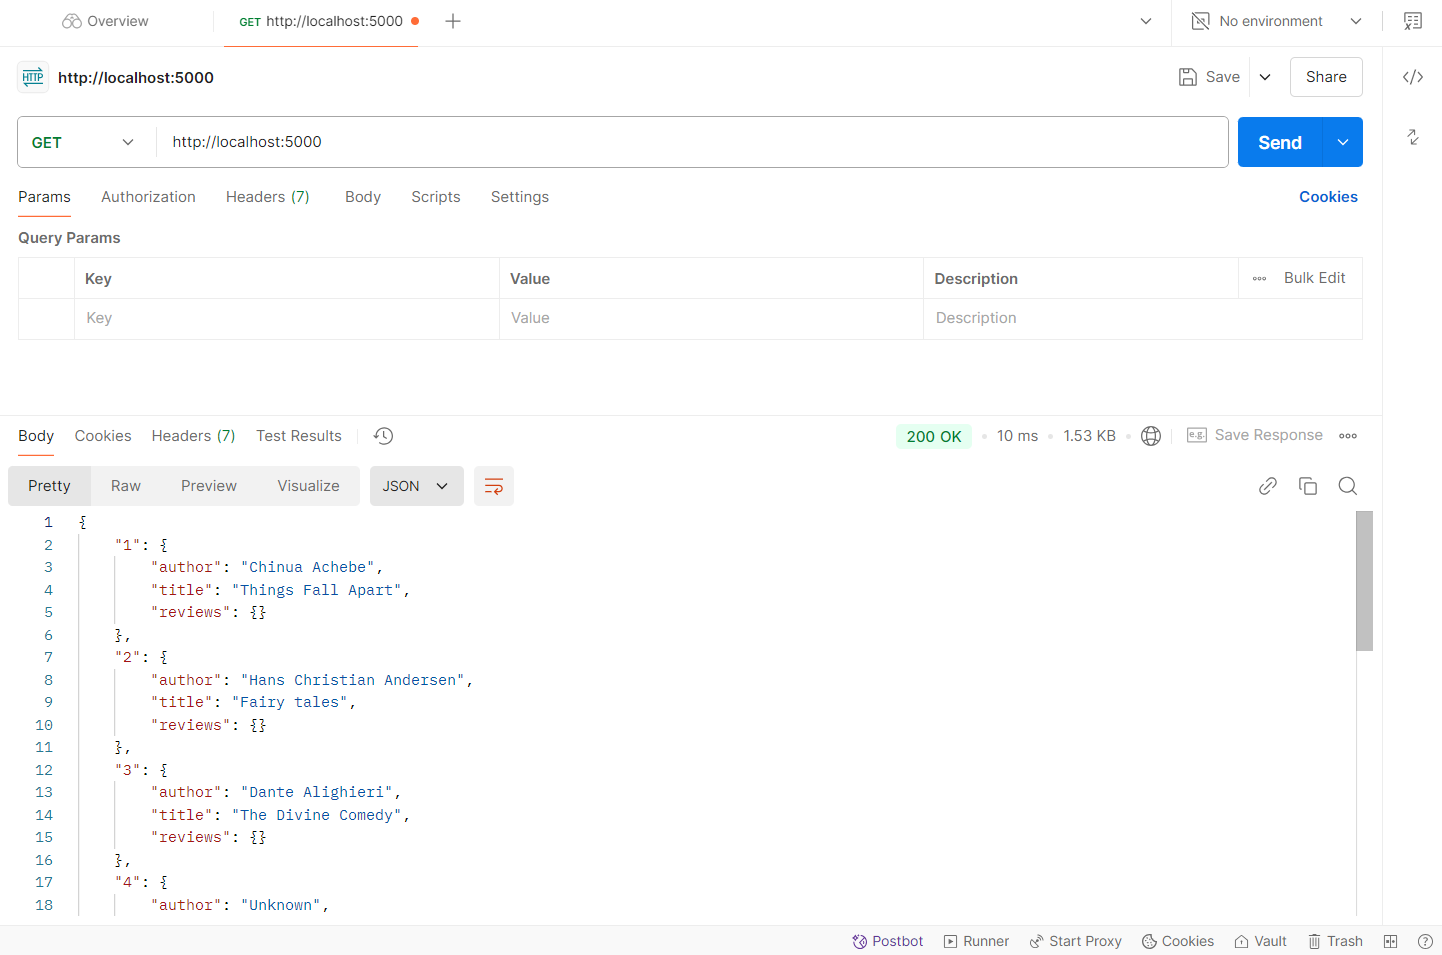 Overview GET http://localhost:5000 No environment
HTTP http://localhost:5000 Save Share
GET http://localhost:5000 Send
Params Authorization Headers (7) Body Scripts Settings Cookies
Query Params
Key Value Description Bulk Edit
Key Value Description
Body Cookies Headers (7) Test Results 200 OK 10 ms 1.53 KB e.g. Save Response
Pretty Raw Preview Visualize JSON
1 {
2 "1": {
3 "author": "Chinua Achebe",
4 "title": "Things Fall Apart",
5 "reviews": {}
6 },
7 "2": {
8 "author": "Hans Christian Andersen",
9 "title": "Fairy tales",
10 "reviews": {}
11 },
12 "3": {
13 "author": "Dante Alighieri",
14 "title": "The Divine Comedy",
15 "reviews": {}
16 },
17 "4": {
18 "author": "Unknown",
Postbot Runner Start Proxy Cookies Vault Trash